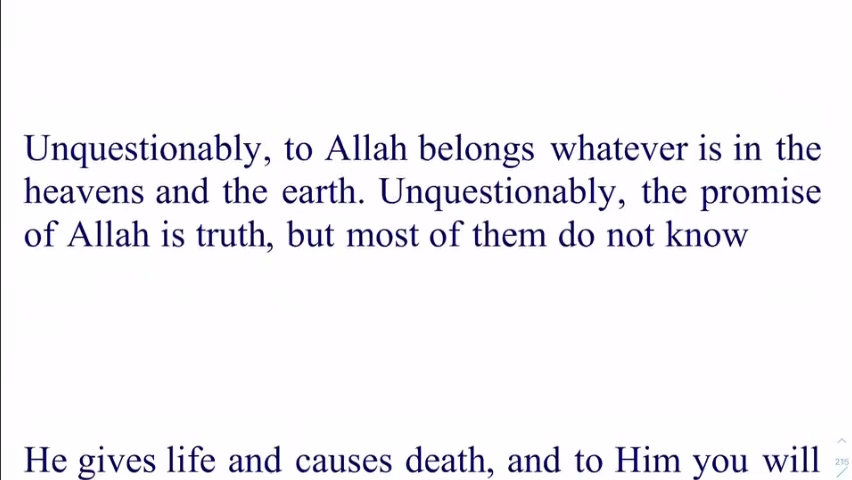 Unquestionably, to Allah belongs whatever is in the
heavens and the earth. Unquestionably, the promise
of Allah is truth, but most of them do not know
He gives life and causes death, and to Him you will
215